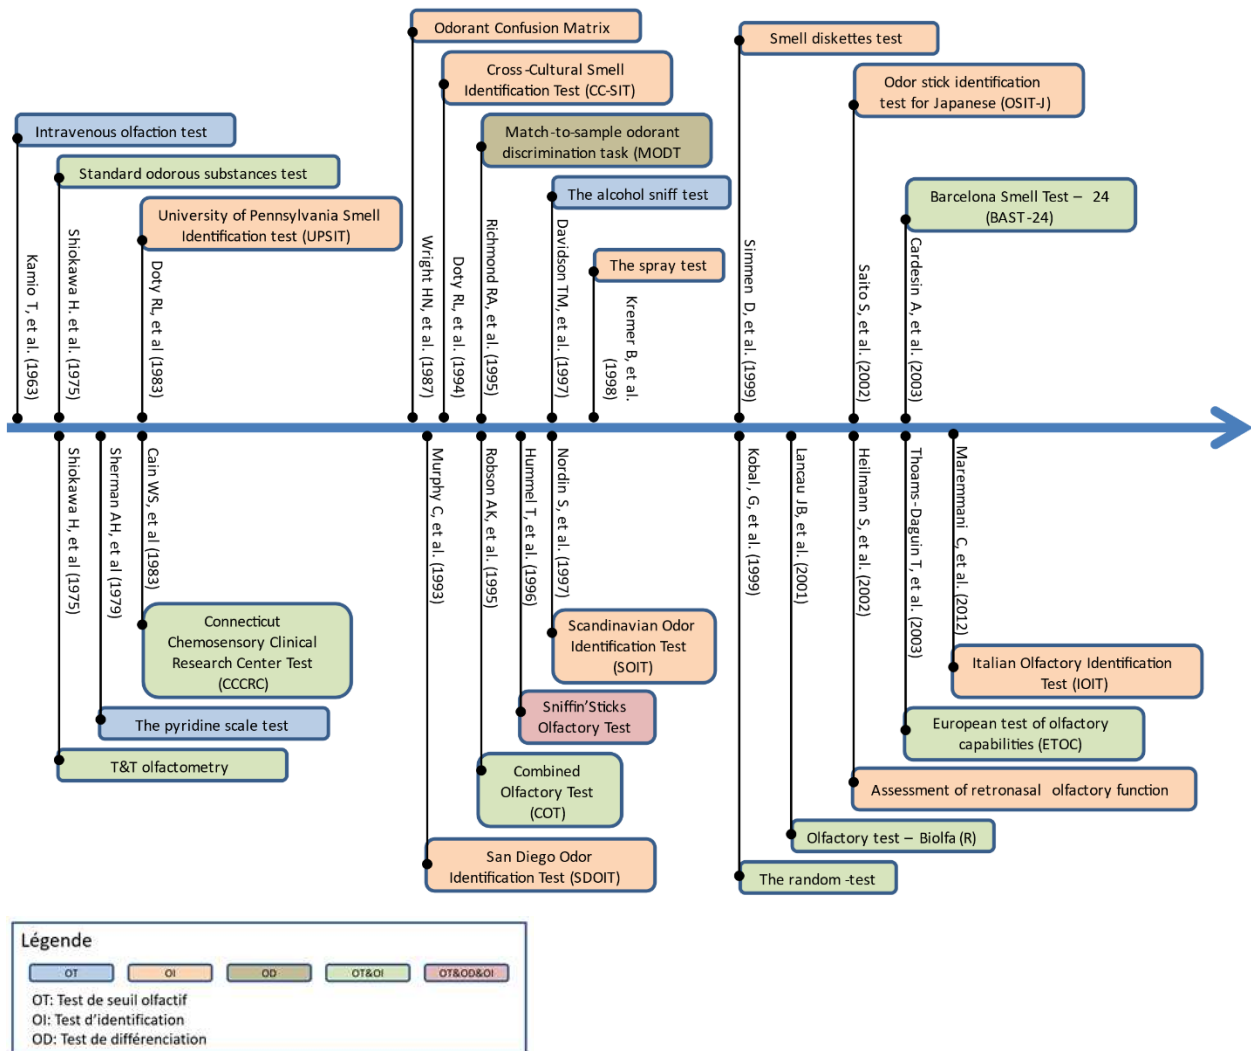 Odorant Confusion Matrix
Smell diskettes test
Cross-Cultural Smell
Identification Test (CC-SIT)
Odor stick identification
test for Japanese (OSIT-J)
Intravenous olfaction test
Match-to-sample odorant
discrimination task (MODT
Standard odorous substances test
The alcohol sniff test
Barcelona Smell Test – 24
(BAST-24)
University of Pennsylvania Smell
Identification test (UPSIT)
The spray test
Kamio T, et al. (1963)
Shiokawa H. et al. (1975)
Doty RL, et al (1983)
Wright HN, et al. (1987)
Doty RL, et al. (1994)
Richmond RA, et al. (1995)
Davidson TM, et al. (1997)
Kremer B, et al.
(1998)
Simmen D, et al. (1999)
Saito S, et al. (2002)
Cardesin A, et al. (2003)
Shiokawa H, et al (1975)
Sherman AH, et al (1979)
Cain WS, et al (1983)
Murphy C, et al. (1993)
Robson AK, et al. (1995)
Hummel T, et al. (1996)
Nordin S, et al. (1997)
Kobal, G, et al. (1999)
Lancau JB, et al. (2001)
Heilmann S, et al. (2002)
Thoams-Daguin T, et al. (2003)
Maremmani C, et al. (2012)
Connecticut
Chemosensory Clinical
Research Center Test
(CCCRC)
Scandinavian Odor
Identification Test
(SOIT)
Italian Olfactory Identification
Test (IOIT)
The pyridine scale test
Sniffin'Sticks
Olfactory Test
European test of olfactory
capabilities (ETOC)
T&T olfactometry
Combined
Olfactory Test
(COT)
Assessment of retronasal olfactory function
Olfactory test – Biolfa (R)
San Diego Odor
Identification Test (SDOIT)
The random -test
Légende
OT
OI
OD
OT&OI
OT&OD&OI
OT: Test de seuil olfactif
OI: Test d'identification
OD: Test de différenciation